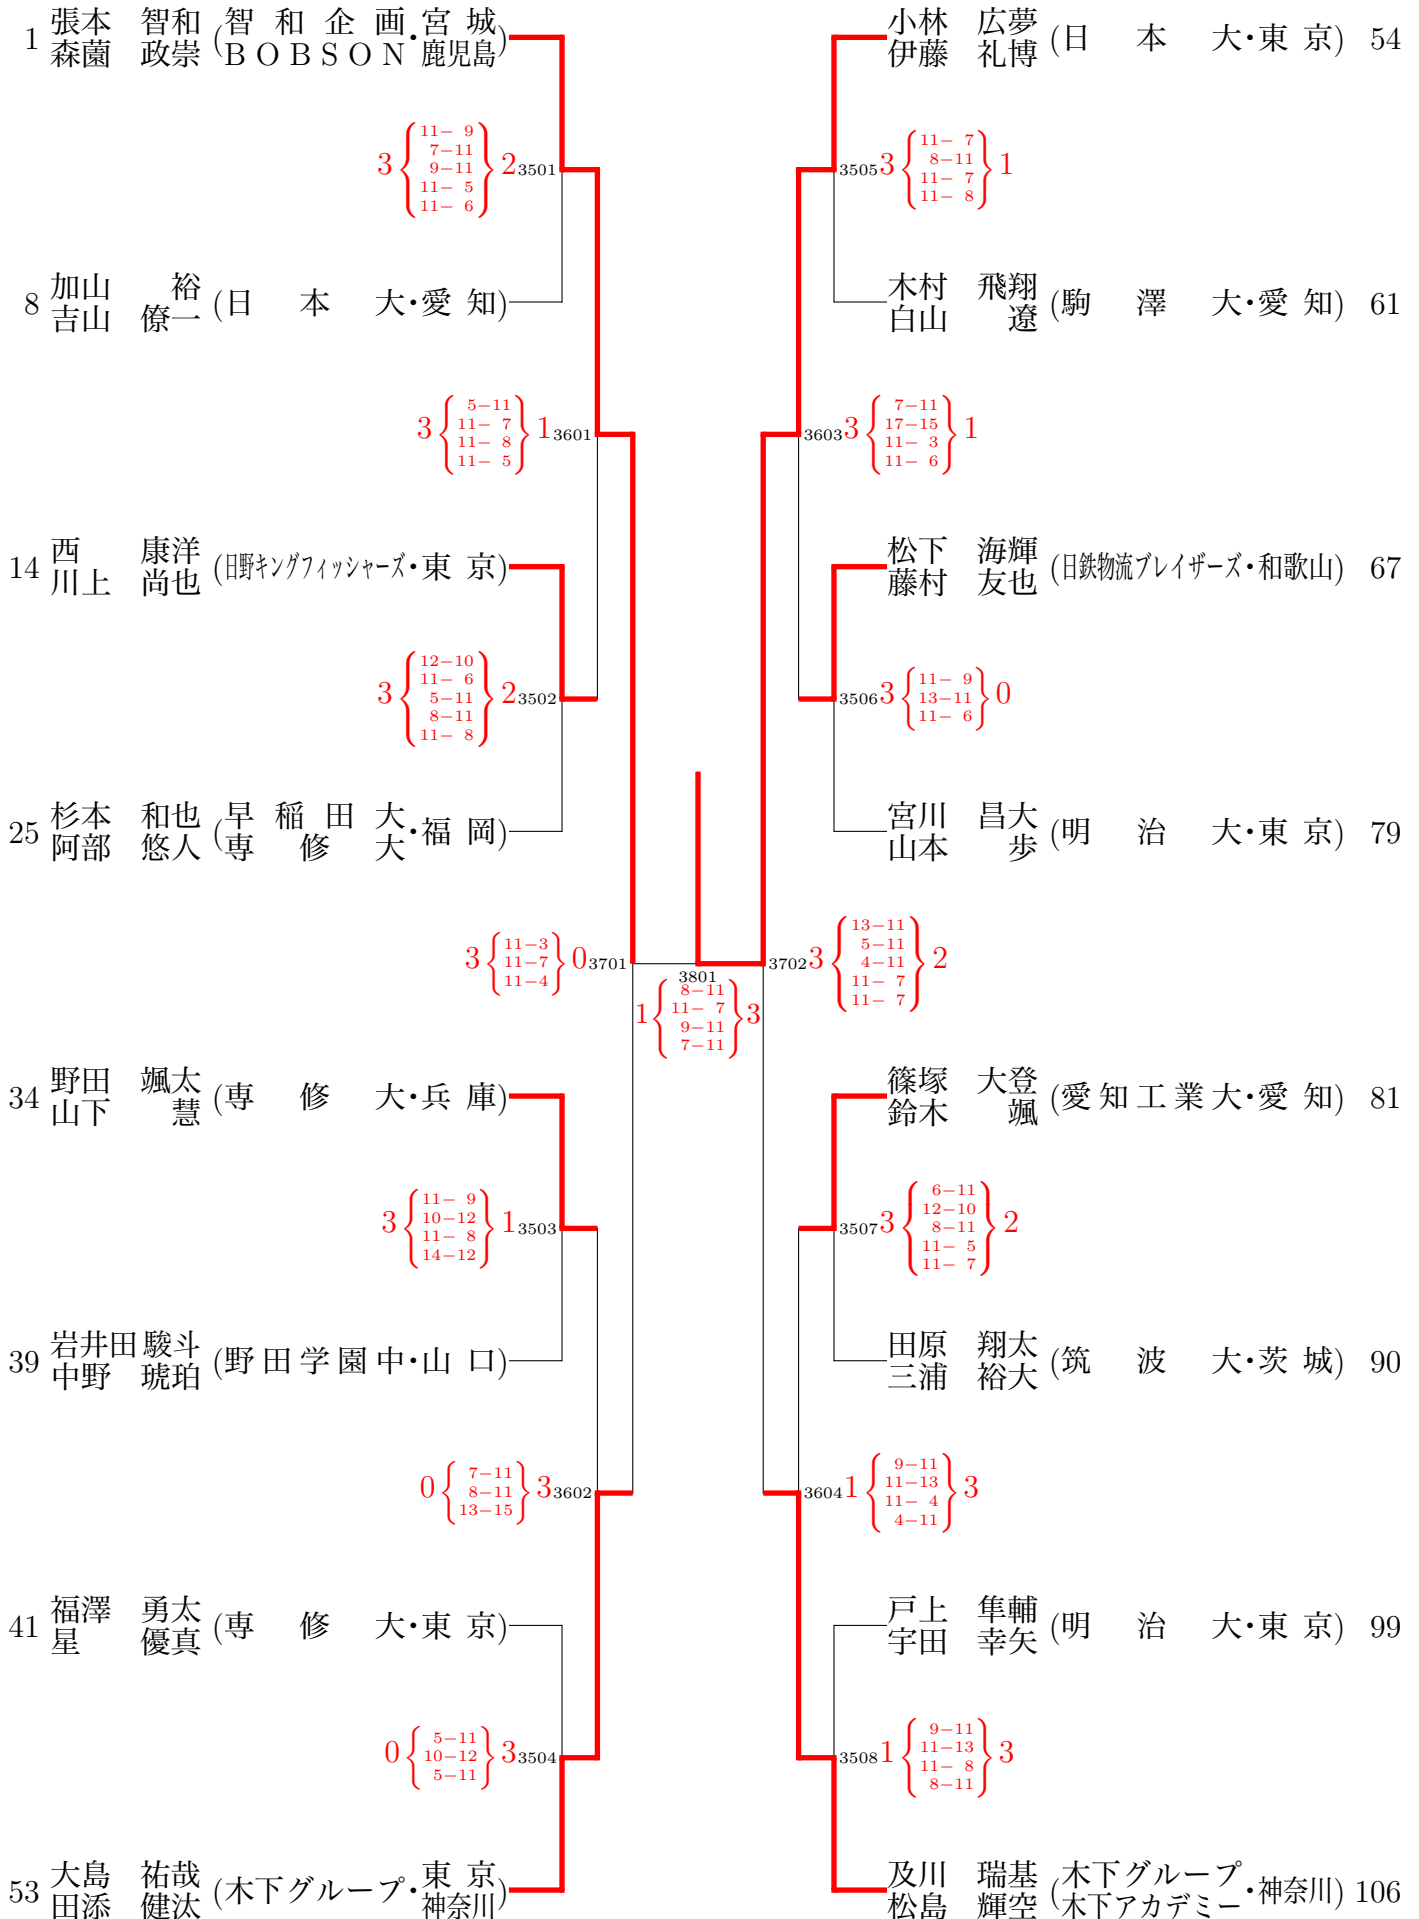 1 張本 智和 (智和企画・宮城)
森薗 政崇 (BOBSON・鹿児島)
3 11-9 7-11 9-11 11-5 11-6 2 3501
8 加山 裕 (日本大・愛知)
吉山 僚一
3 5-11 11-7 11-8 11-5 1 3601
14 西 康洋 (日野キングフィッシャーズ・東京)
川上 尚也
3 12-10 11-6 5-11 8-11 11-8 2 3502
25 杉本 和也 (早稲田大・福岡)
阿部 悠人 (専修大
3 11-3 11-7 11-4 0 3701
34 野田 颯太 (専修大・兵庫)
山下 慧
3 11-9 10-12 11-8 14-12 1 3503
39 岩井田 駿斗 (野田学園中・山口)
中野 琥珀
0 7-11 8-11 13-15 3 3602
41 福澤 勇太 (専修大・東京)
星 優真
0 5-11 10-12 5-11 3 3504
53 大島 祐哉 (木下グループ・東京)
田添 健汰 神奈川
3801
1 8-11 11-7 9-11 7-11 3
小林 広夢 (日本大・東京) 54
伊藤 礼博
3505 3 11-7 8-11 11-7 11-8 1
木村 飛翔 (駒澤大・愛知) 61
白山 遼
3603 3 7-11 17-15 11-3 11-6 1
松下 海輝 (日鉄物流ブレイザーズ・和歌山) 67
藤村 友也
3506 3 11-9 13-11 11-6 0
宮川 昌大 (明治大・東京) 79
山本 歩
3702 3 13-11 5-11 4-11 11-7 11-7 2
篠塚 大登 (愛知工業大・愛知) 81
鈴木 颯
3507 3 6-11 12-10 8-11 11-5 11-7 2
田原 翔太 (筑波大・茨城) 90
三浦 裕大
3604 1 9-11 11-13 11-4 4-11 3
戸上 隼輔 (明治大・東京) 99
宇田 幸矢
3508 1 9-11 11-13 11-8 8-11 3
及川 瑞基 (木下グループ・神奈川) 106
松島 輝空 木下アカデミー